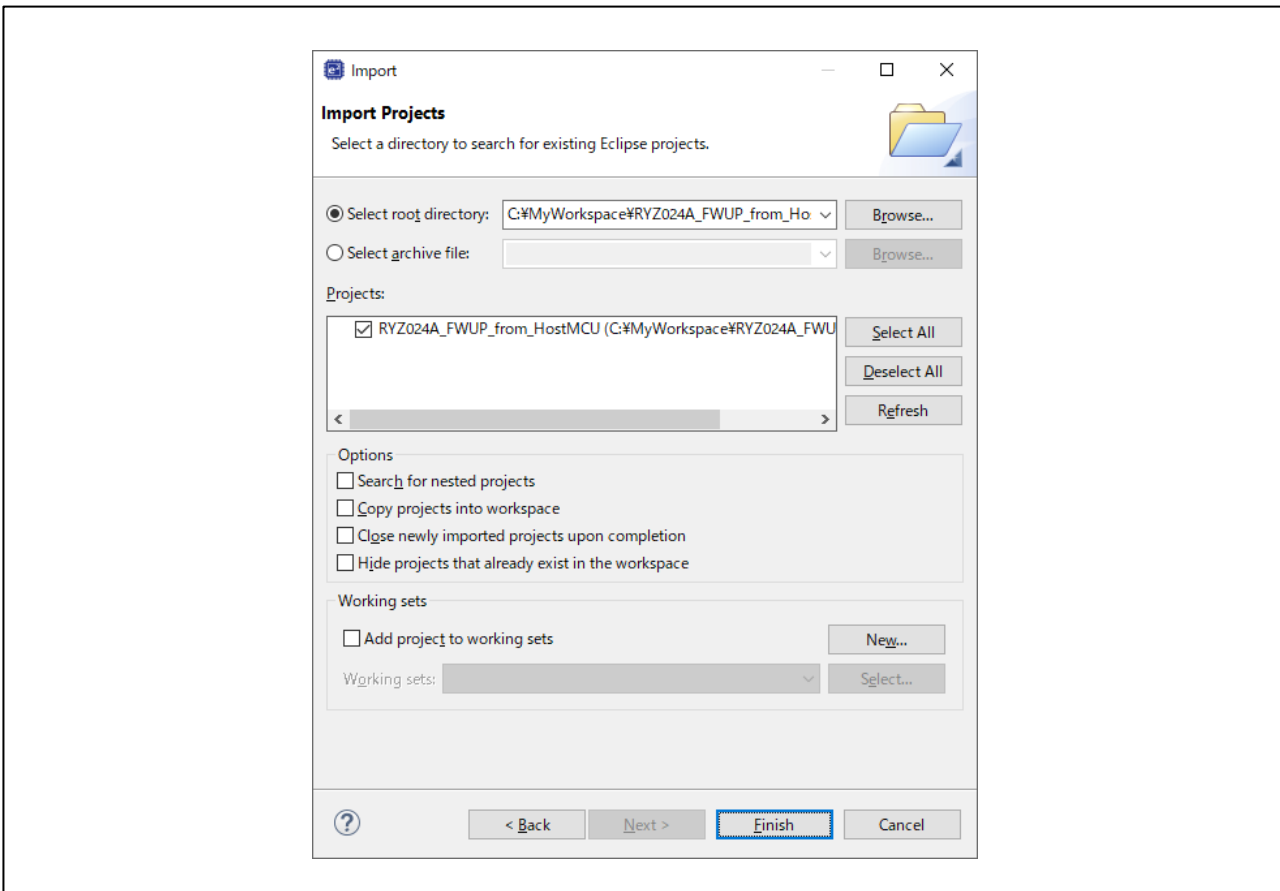 Import
Import Projects
Select a directory to search for existing Eclipse projects.
Select root directory: C:¥MyWorkspace¥RYZ024A_FWUP_from_Ho Browse...
Select archive file: Browse...
Projects:
RYZ024A_FWUP_from_HostMCU (C:¥MyWorkspace¥RYZ024A_FWU Select All
Deselect All
Refresh
Options
Search for nested projects
Copy projects into workspace
Close newly imported projects upon completion
Hide projects that already exist in the workspace
Working sets
Add project to working sets New...
Working sets: Select...
? < Back Next > Finish Cancel